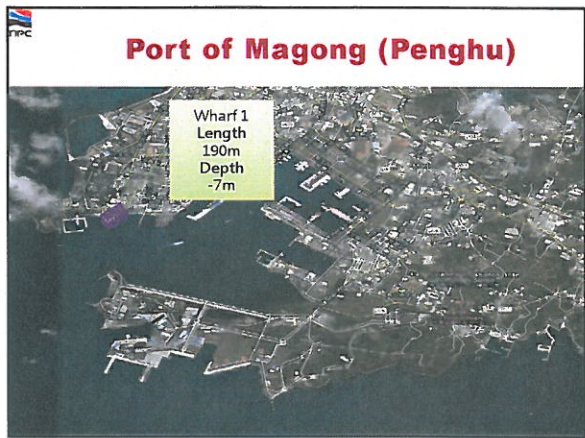 TIPC
Port of Magong (Penghu)
Wharf 1
Length
190m
Depth
-7m